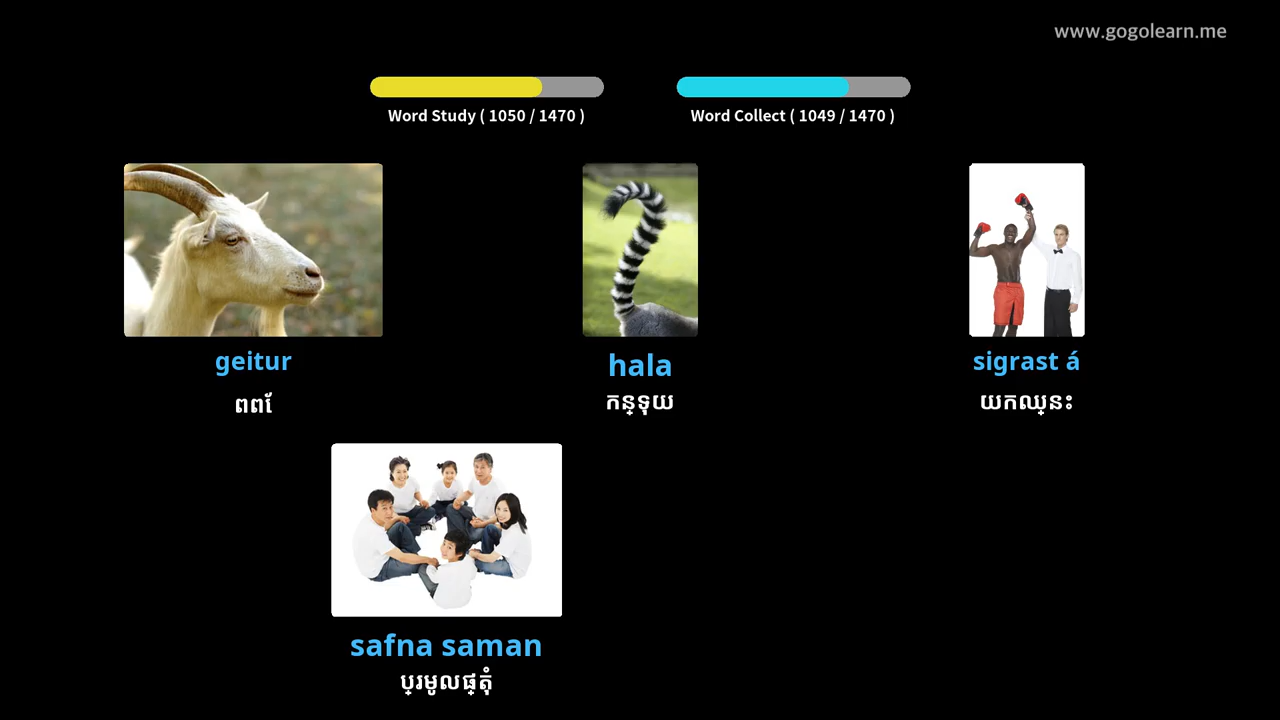 www.gogolearn.me
Word Study ( 1050 / 1470 )
Word Collect ( 1049 / 1470 )
geitur
hala
sigrast á
ពពែ
កន្ទុយ
យកឈ្នះ
safna saman
ប្រមូលផ្តុំ